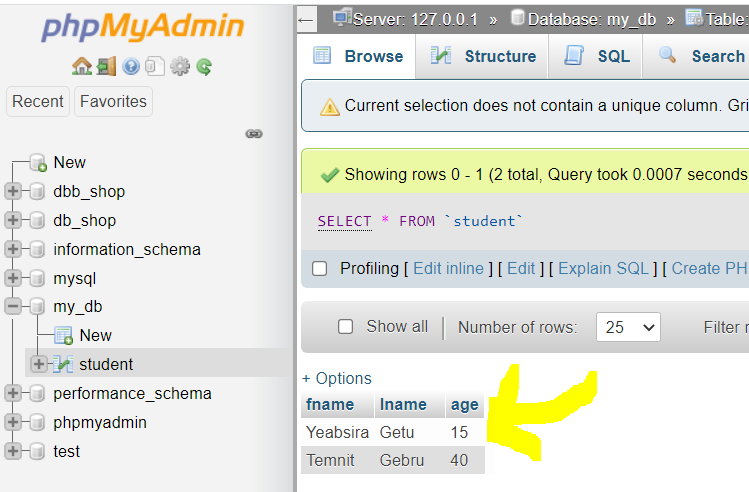 phpMyAdmin
Recent Favorites
New
dbb_shop
db_shop
information_schema
mysql
my_db
New
student
performance_schema
phpmyadmin
test
Server: 127.0.0.1 » Database: my_db » Table:
Browse Structure SQL Search
Current selection does not contain a unique column. Gri
Showing rows 0 - 1 (2 total, Query took 0.0007 seconds
SELECT * FROM `student`
Profiling [ Edit inline ] [ Edit ] [ Explain SQL ] [ Create PH
Show all Number of rows: 25 Filter r
+ Options
fname lname age
Yeabsira Getu 15
Temnit Gebru 40